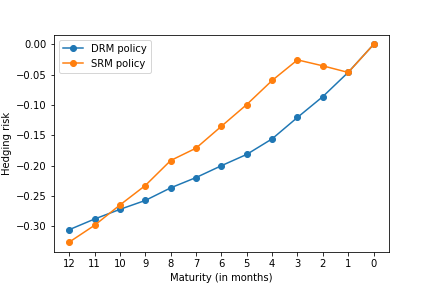 DRM policy
SRM policy
Hedging risk
0.00
−0.05
−0.10
−0.15
−0.20
−0.25
−0.30
12 11 10 9 8 7 6 5 4 3 2 1 0
Maturity (in months)